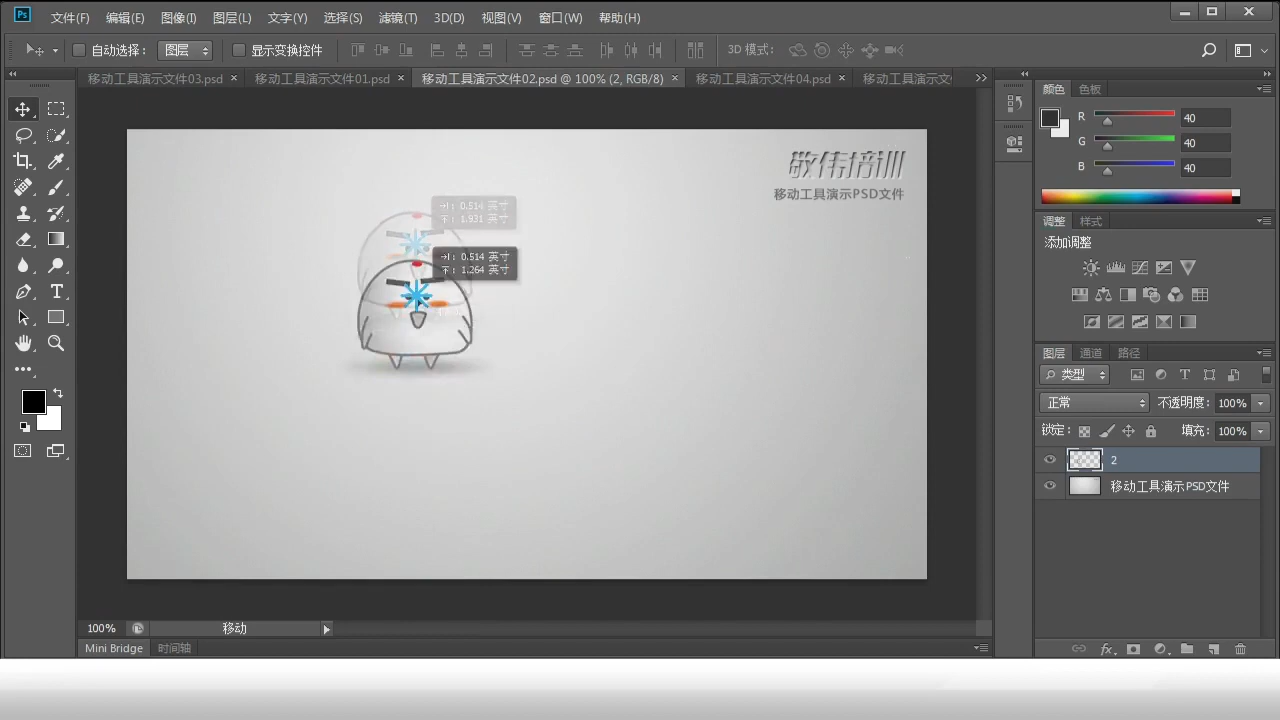 Ps 文件(F) 编辑(E) 图像(I) 图层(L) 文字(Y) 选择(S) 滤镜(T) 3D(D) 视图(V) 窗口(W) 帮助(H)
自动选择： 图层 显示变换控件 3D 模式：
移动工具演示文件03.psd × 移动工具演示文件01.psd × 移动工具演示文件02.psd @ 100% (2, RGB/8) × 移动工具演示文件04.psd × 移动工具演示文
敬伟培训
移动工具演示PSD文件
→I: 0.514 英寸
1.931 英寸
→I: 0.514 英寸
1.264 英寸
颜色 色板
R 40
G 40
B 40
调整 样式
添加调整
图层 通道 路径
类型
正常 不透明度： 100%
锁定： 填充： 100%
2
移动工具演示PSD文件
fx
100% 移动
Mini Bridge 时间轴